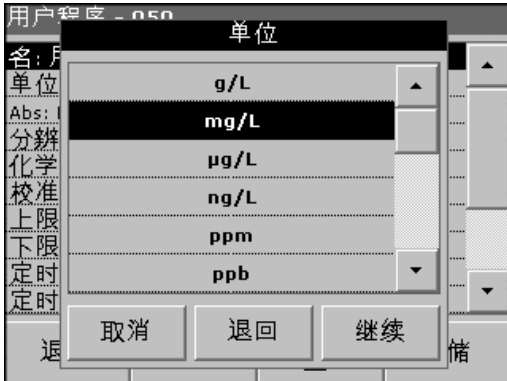 用户程序 - 050
单位
名:
单位
g/L
Abs:
mg/L
分辨
µg/L
化学
校准
ng/L
上限
ppm
下限
定时
ppb
定时
取消
退回
继续
退
储